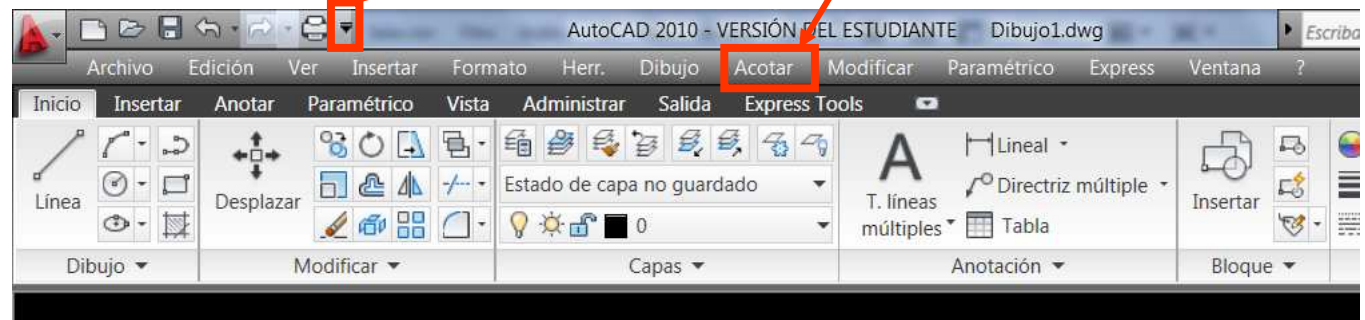 AutoCAD 2010 - VERSIÓN DEL ESTUDIANTE Dibujo1.dwg Escriba
Archivo Edición Ver Insertar Formato Herr. Dibujo Acotar Modificar Paramétrico Express Ventana ?
Inicio Insertar Anotar Paramétrico Vista Administrar Salida Express Tools
Línea
Desplazar
Estado de capa no guardado
0
A
T. líneas
múltiples
Lineal
Directriz múltiple
Tabla
Insertar
Dibujo Modificar Capas Anotación Bloque